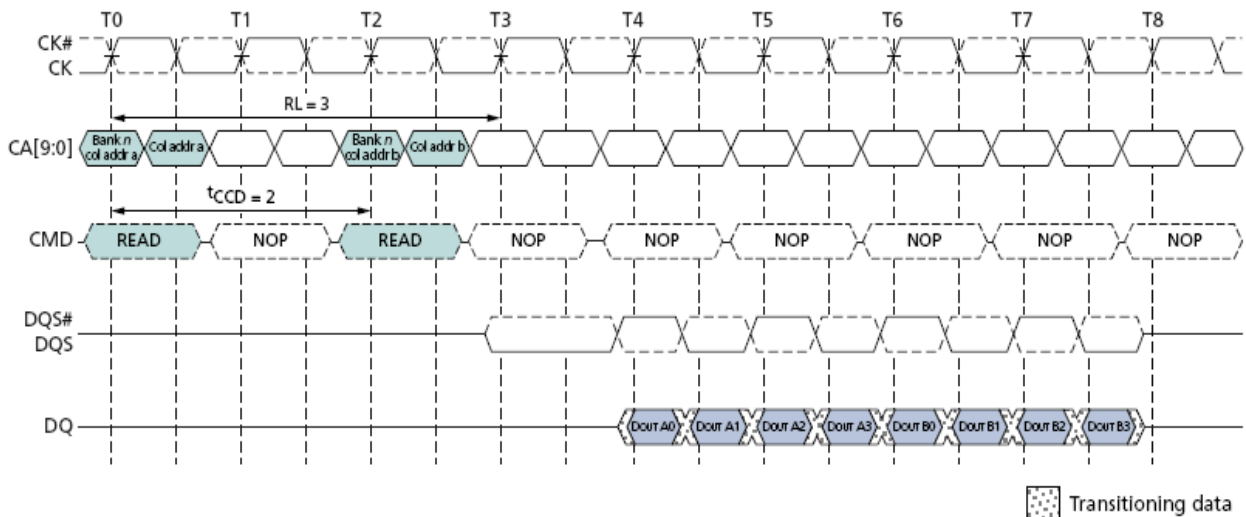 T0 T1 T2 T3 T4 T5 T6 T7 T8
CK#
CK
RL = 3
CA[9:0]
Bank n
col addr a
Col addr a
Bank n
col addr b
Col addr b
tCCD = 2
CMD READ NOP READ NOP NOP NOP NOP NOP NOP
DQS#
DQS
DQ DOUT A0 DOUT A1 DOUT A2 DOUT A3 DOUT B0 DOUT B1 DOUT B2 DOUT B3
Transitioning data